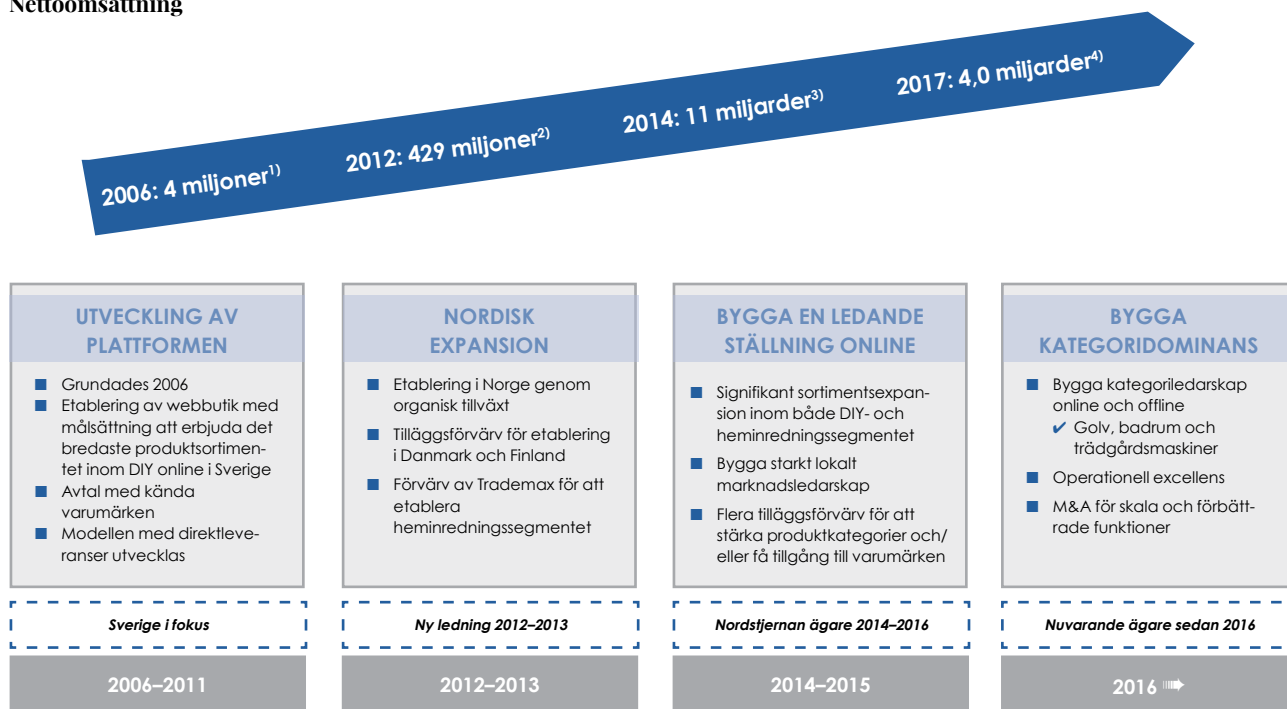 Nettoomsättning
2006: 4 miljoner1)
2012: 429 miljoner2)
2014: 11 miljarder3)
2017: 4,0 miljarder4)
UTVECKLING AV
PLATTFORMEN
■ Grundades 2006
■ Etablering av webbutik med
målsättning att erbjuda det
bredaste produktsortimen-
tet inom DIY online i Sverige
■ Avtal med kända
varumärken
■ Modellen med direktleve-
ranser utvecklas
Sverige i fokus
2006–2011
NORDISK
EXPANSION
■ Etablering i Norge genom
organisk tillväxt
■ Tilläggsförvärv för etablering
i Danmark och Finland
■ Förvärv av Trademax för att
etablera
heminredningssegmentet
Ny ledning 2012–2013
2012–2013
BYGGA EN LEDANDE
STÄLLNING ONLINE
■ Signifikant sortimentsexpan-
sion inom både DIY- och
heminredningssegmentet
■ Bygga starkt lokalt
marknadsledarskap
■ Flera tilläggsförvärv för att
stärka produktkategorier och/
eller få tillgång till varumärken
Nordstjernan ägare 2014–2016
2014–2015
BYGGA
KATEGORIDOMINANS
■ Bygga kategoriledarskap
online och offline
✔ Golv, badrum och
trädgårdsmaskiner
■ Operationell excellens
■ M&A för skala och förbätt-
rade funktioner
Nuvarande ägare sedan 2016
2016